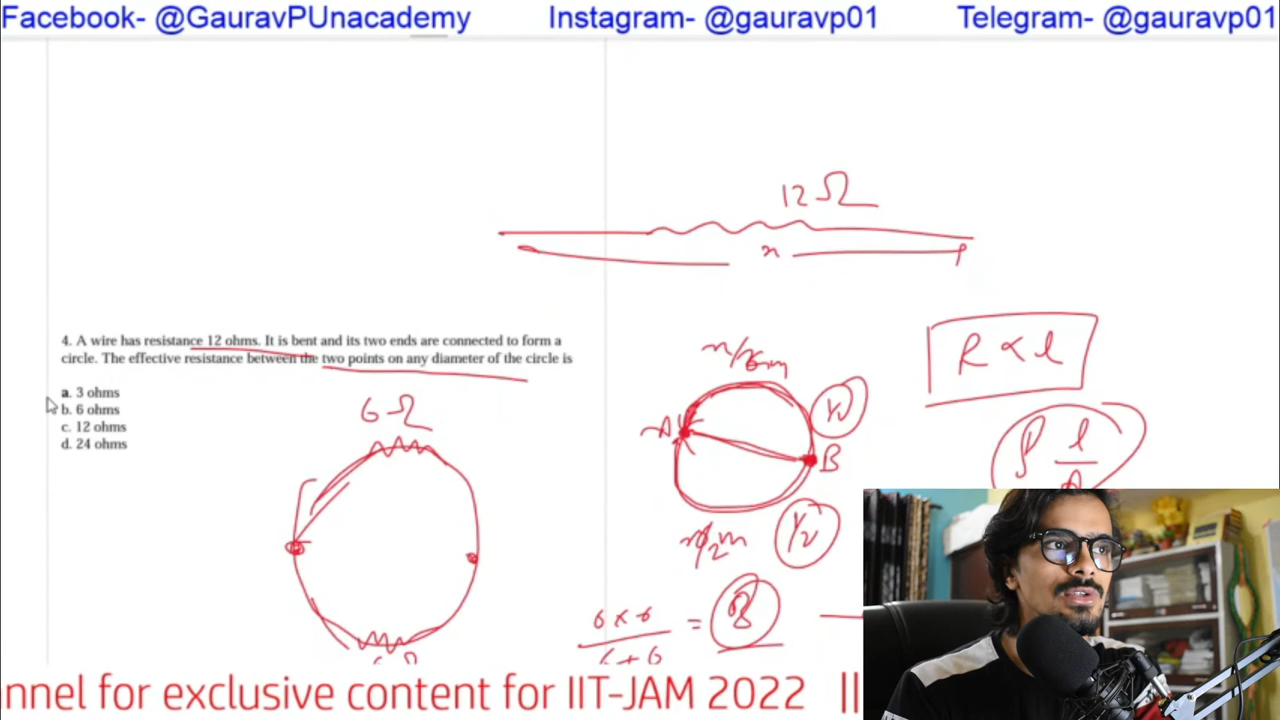 Facebook- @GauravPUnacademy Instagram- @gauravp01 Telegram- @gauravp01
12Ω
x
4. A wire has resistance 12 ohms. It is bent and its two ends are connected to form a
circle. The effective resistance between the two points on any diameter of the circle is
a. 3 ohms
b. 6 ohms
c. 12 ohms
d. 24 ohms
R ∝ l
6Ω
A
B
6 × 6
=
6 + 6
nnel for exclusive content for IIT-JAM 2022 ||